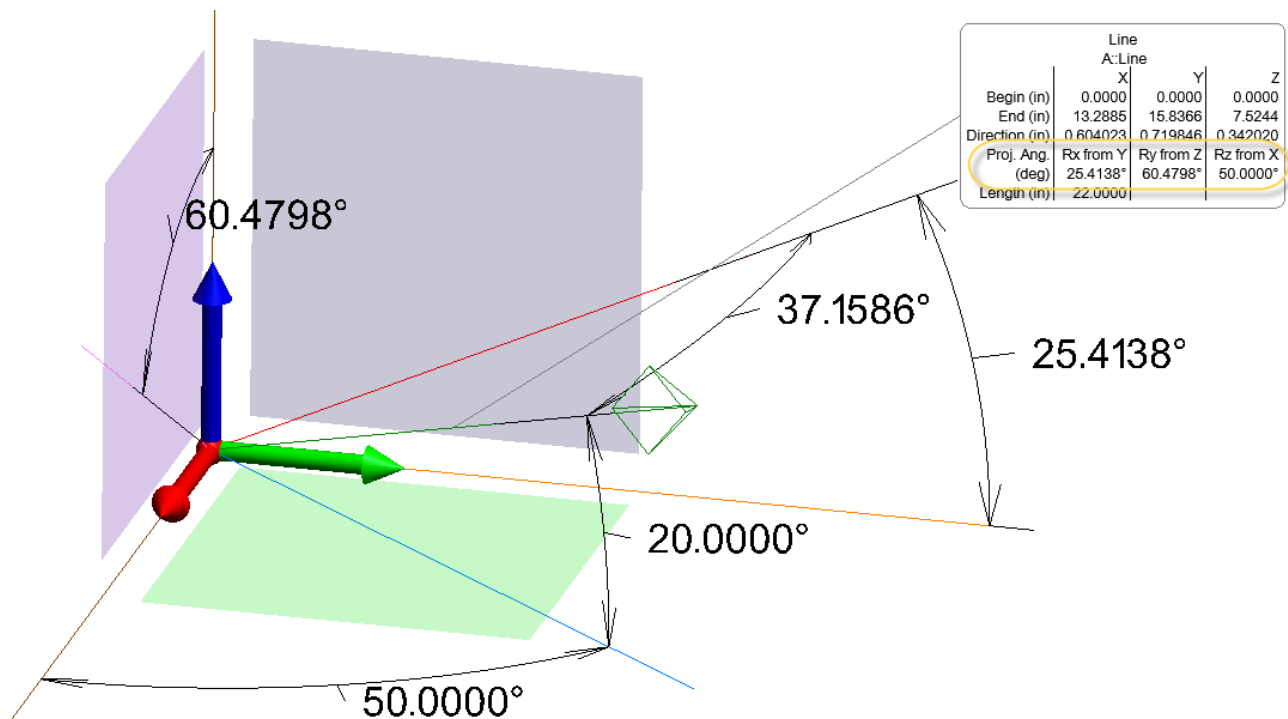 Line
A::Line
X Y Z
Begin (in) 0.0000 0.0000 0.0000
End (in) 13.2885 15.8366 7.5244
Direction (in) 0.604023 0.719846 0.342020
Proj. Ang. Rx from Y Ry from Z Rz from X
(deg) 25.4138° 60.4798° 50.0000°
Length (in) 22.0000
60.4798°
37.1586°
25.4138°
20.0000°
50.0000°